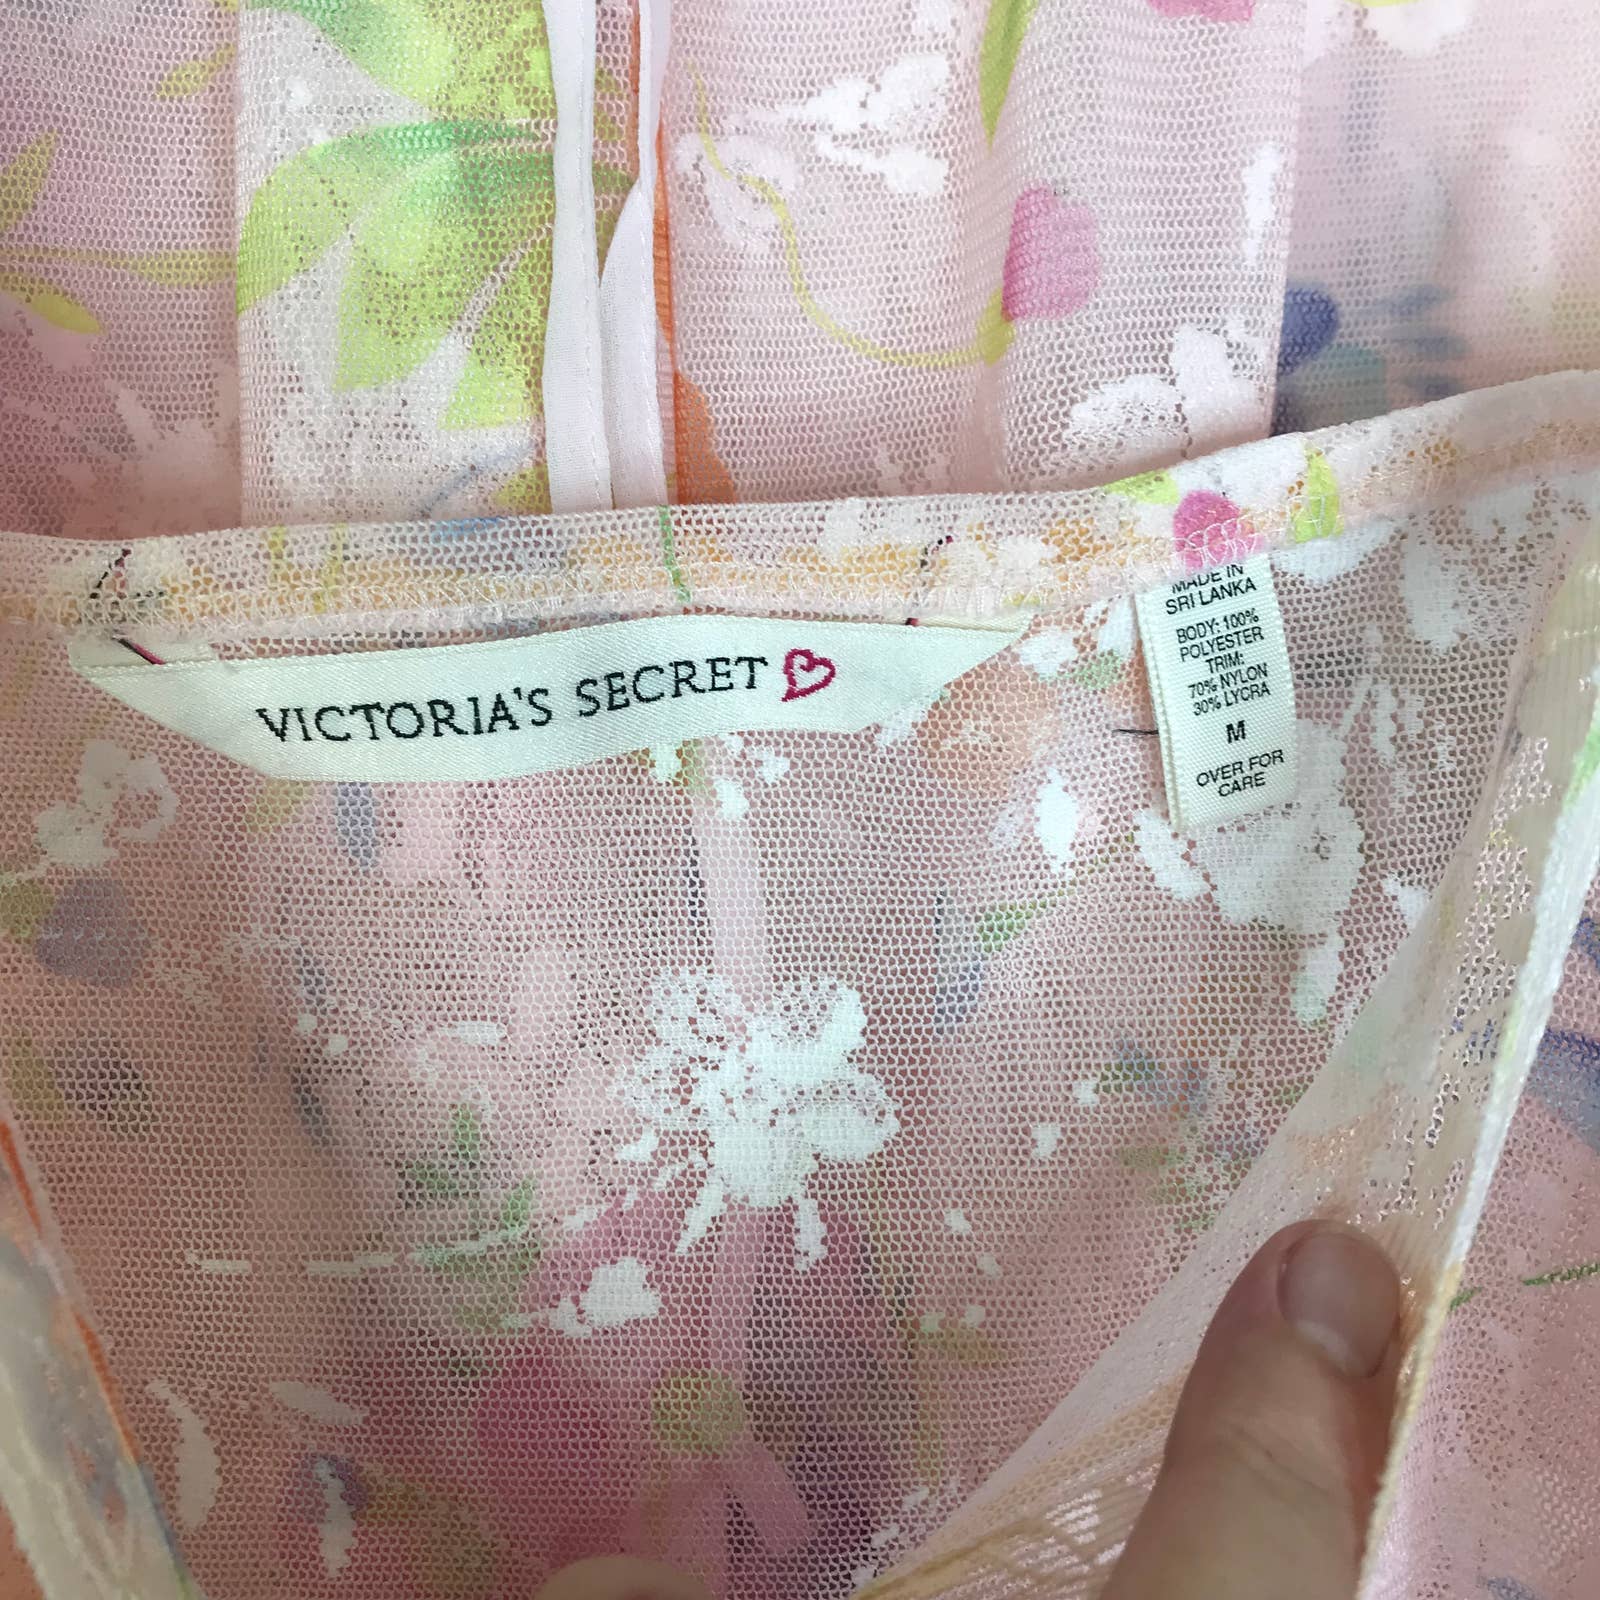 VICTORIA'S SECRET
MADE IN
SRI LANKA
BODY: 100%
POLYESTER
TRIM:
70% NYLON
30% LYCRA
M
OVER FOR
CARE